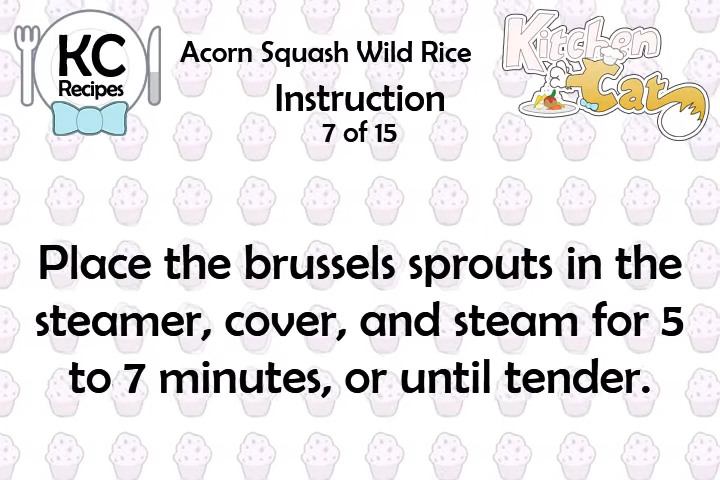 KC
Recipes
Acorn Squash Wild Rice
Instruction
7 of 15
Kitchen
Cat
Place the brussels sprouts in the
steamer, cover, and steam for 5
to 7 minutes, or until tender.